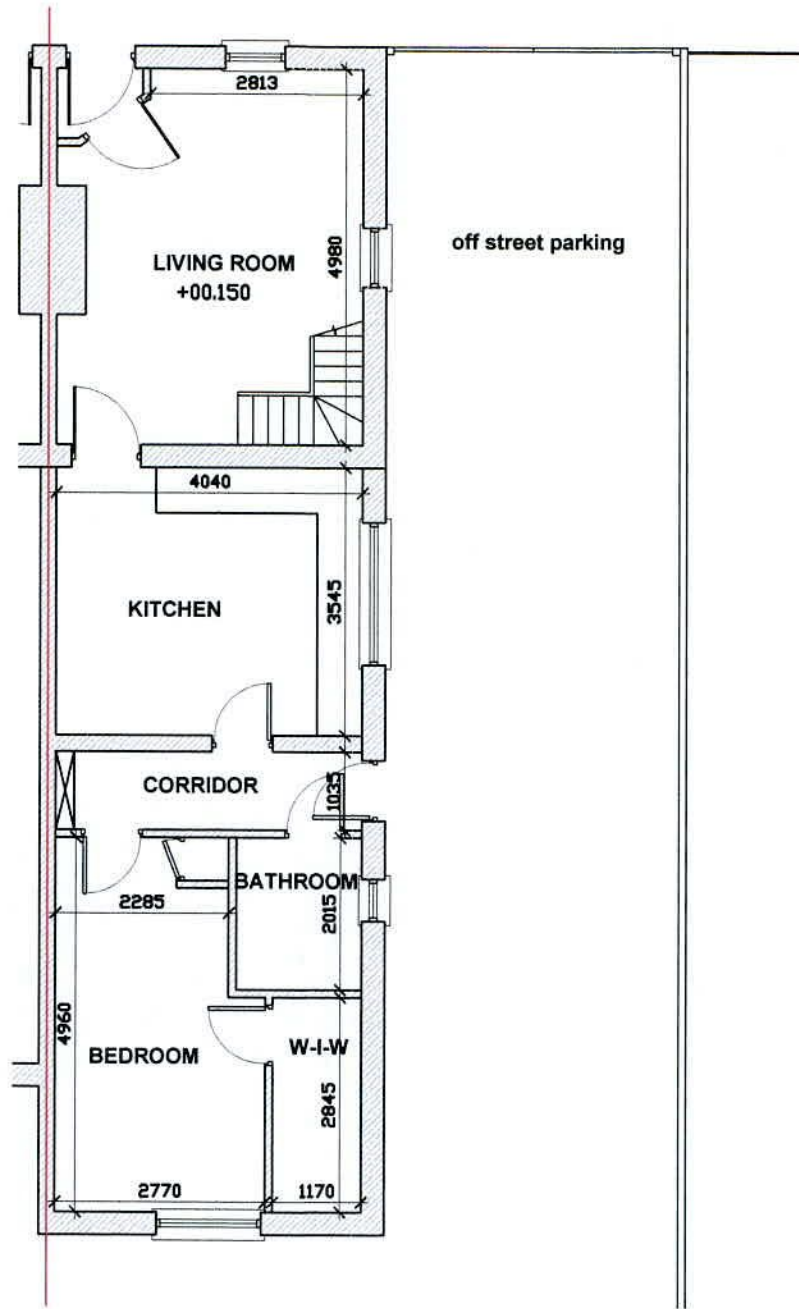 2813
4980
off street parking
LIVING ROOM
+00.150
4040
3545
KITCHEN
CORRIDOR
1035
BATHROOM
2285
2015
4960
BEDROOM
W-I-W
2845
2770
1170